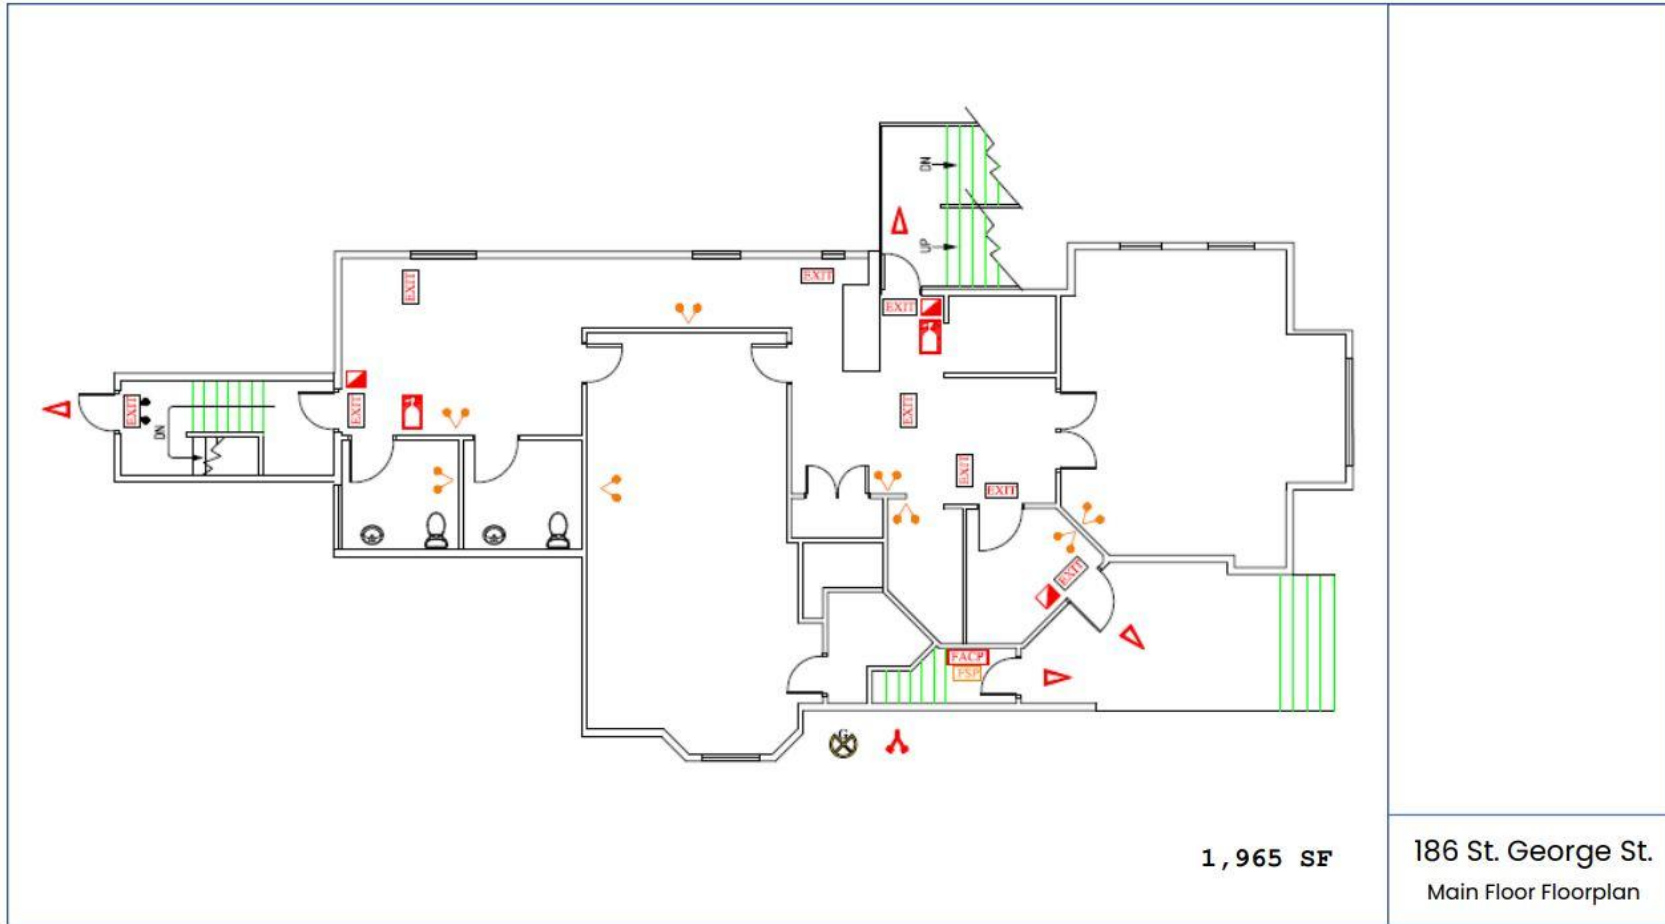 DN
UP
EXIT
EXIT
EXIT
EXIT
EXIT
DN
EXIT
EXIT
EXIT
EXIT
FACP
FSP
G
1,965 SF
186 St. George St.
Main Floor Floorplan